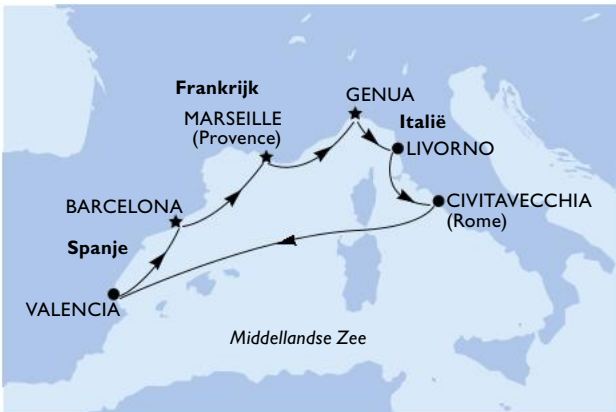 Frankrijk
GENUA
MARSEILLE
(Provence)
Italië
LIVORNO
BARCELONA
CIVITAVECCHIA
(Rome)
Spanje
VALENCIA
Middellandse Zee